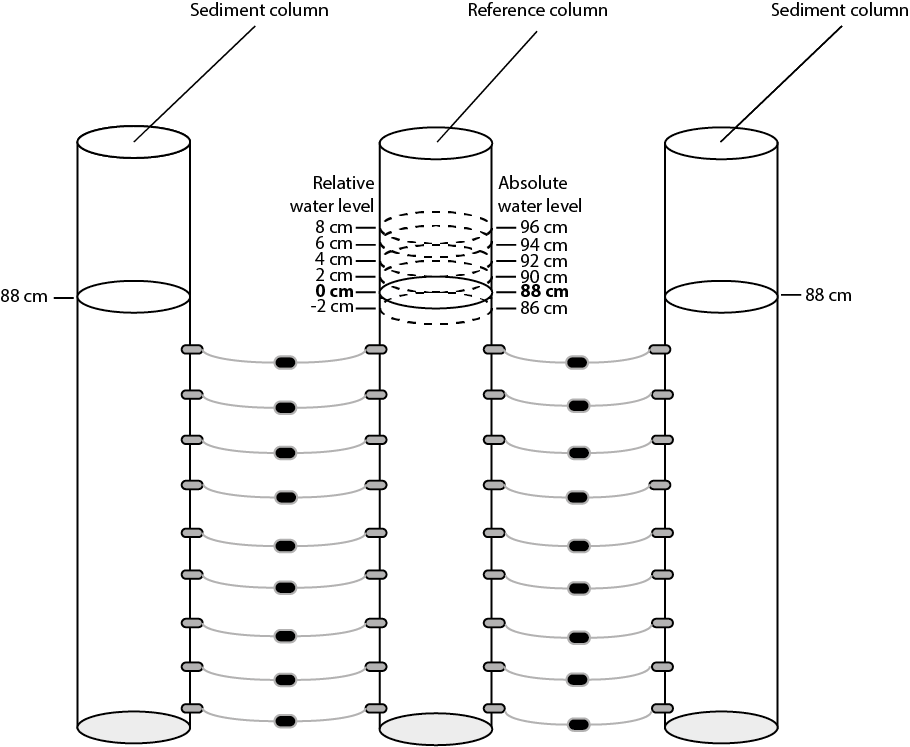 Sediment column
Reference column
Sediment column
Relative
water level
Absolute
water level
8 cm
96 cm
6 cm
94 cm
4 cm
92 cm
2 cm
90 cm
0 cm
88 cm
-2 cm
86 cm
88 cm
88 cm